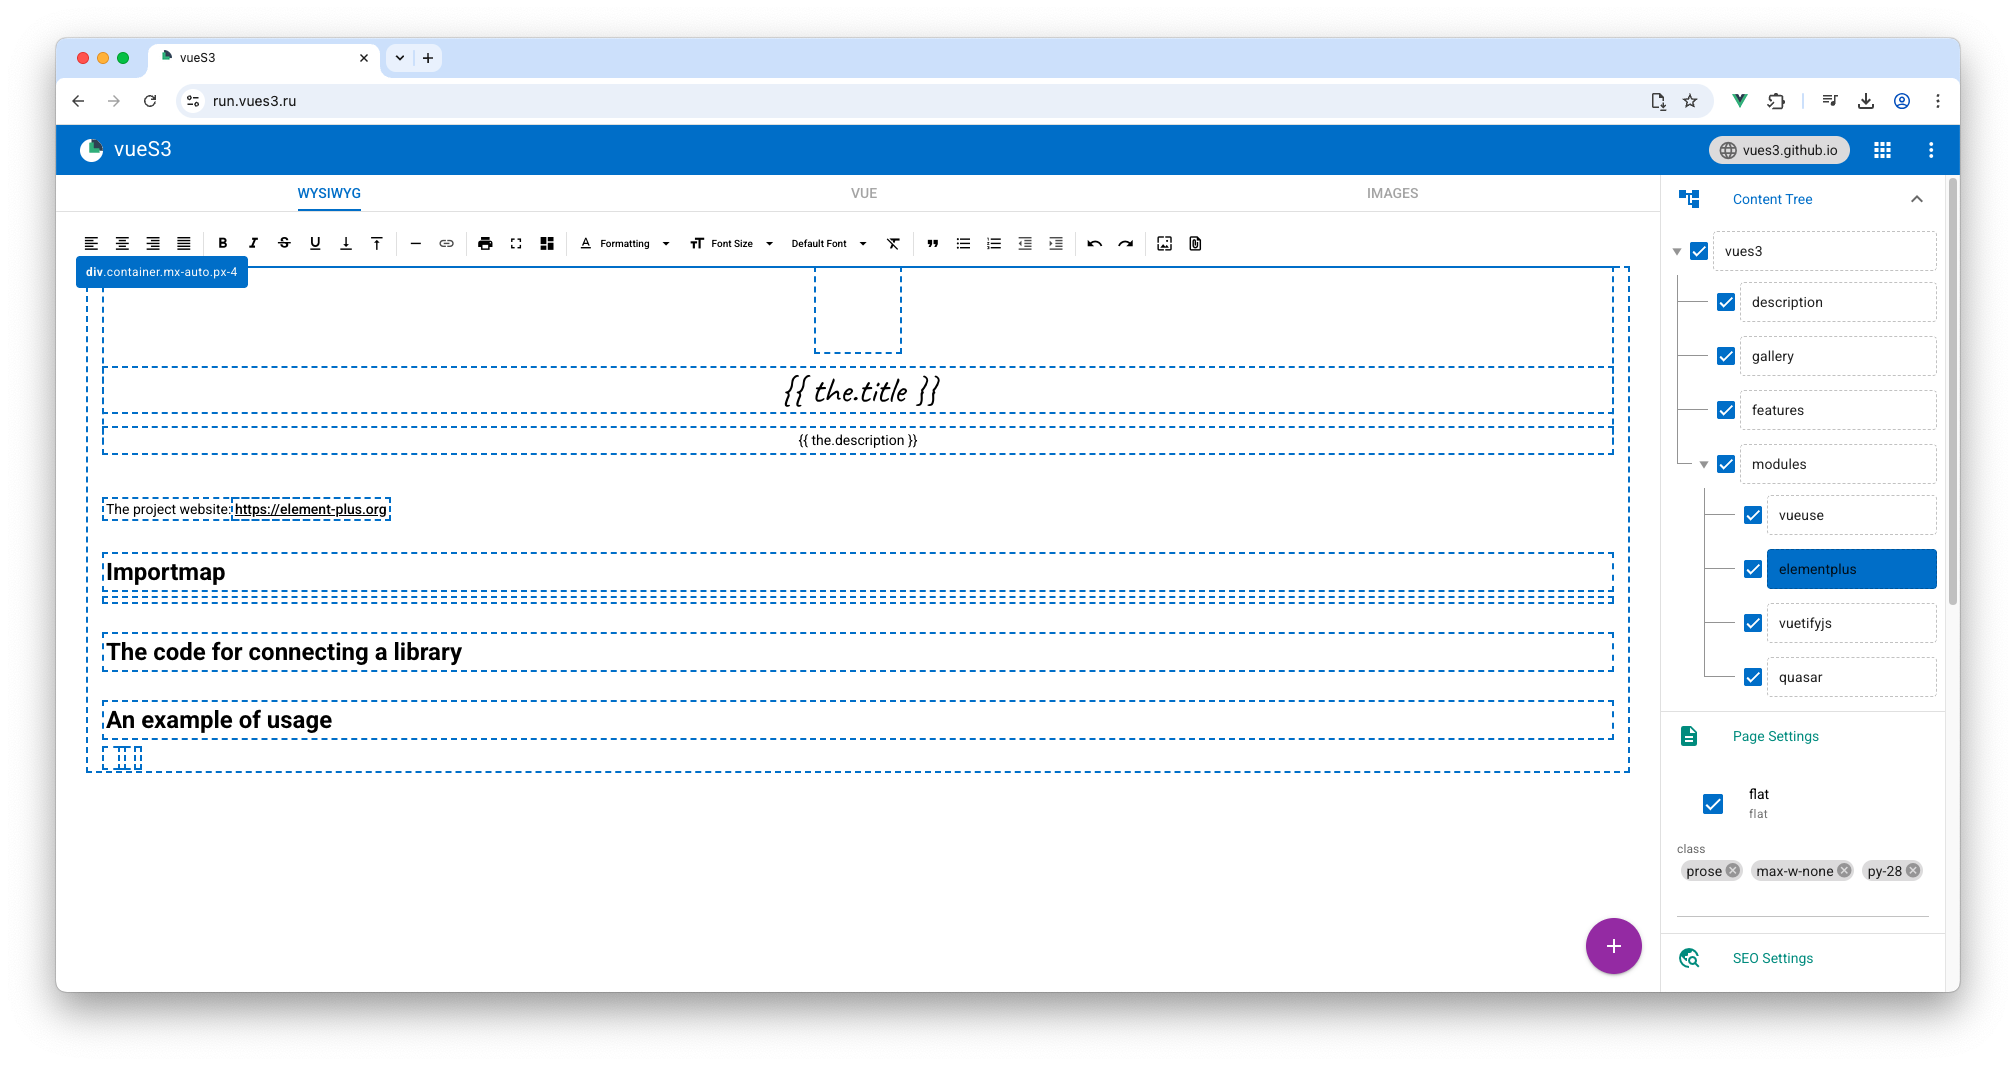 vueS3
run.vues3.ru
vueS3
vues3.github.io
WYSIWYG
VUE
IMAGES
B I S U Formatting Font Size Default Font
div.container.mx-auto.px-4
{{ the.title }}
{{ the.description }}
The project website: https://element-plus.org
Importmap
The code for connecting a library
An example of usage
Content Tree
vues3
description
gallery
features
modules
vueuse
elementplus
vuetifyjs
quasar
Page Settings
flat
flat
class
prose max-w-none py-28
SEO Settings